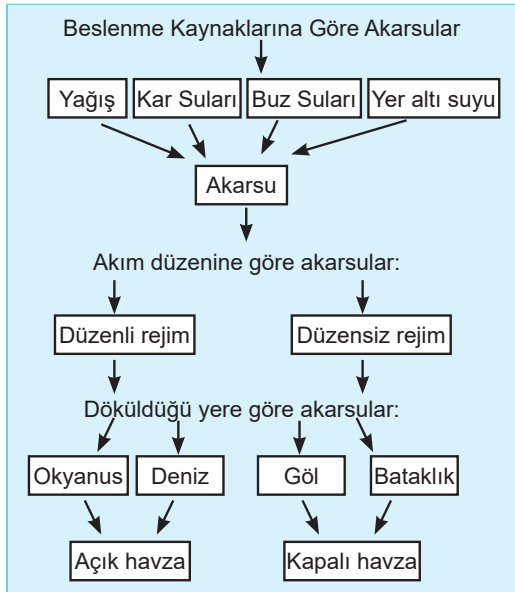 Beslenme Kaynaklarına Göre Akarsular
Yağış Kar Suları Buz Suları Yer altı suyu
Akarsu
Akım düzenine göre akarsular:
Düzenli rejim Düzensiz rejim
Döküldüğü yere göre akarsular:
Okyanus Deniz Göl Bataklık
Açık havza Kapalı havza